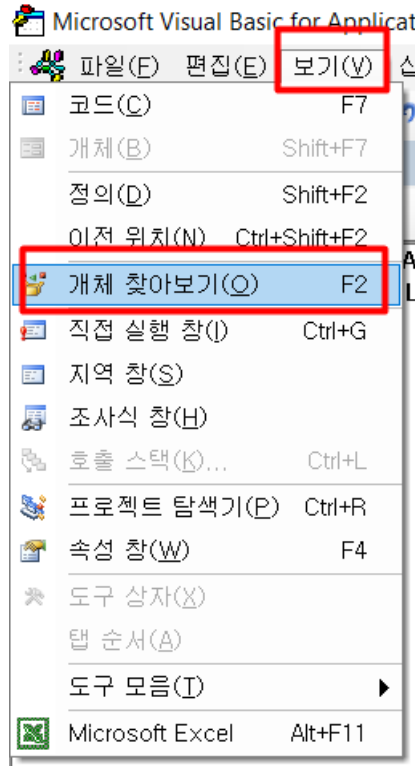 Microsoft Visual Basic for Applicat
파일(F) 편집(E) 보기(V) 삽
코드(C) F7
개체(B) Shift+F7
정의(D) Shift+F2
이전 위치(N) Ctrl+Shift+F2
개체 찾아보기(O) F2
직접 실행 창(I) Ctrl+G
지역 창(S)
조사식 창(H)
호출 스택(K)... Ctrl+L
프로젝트 탐색기(P) Ctrl+R
속성 창(W) F4
도구 상자(X)
탭 순서(A)
도구 모음(T)
Microsoft Excel Alt+F11